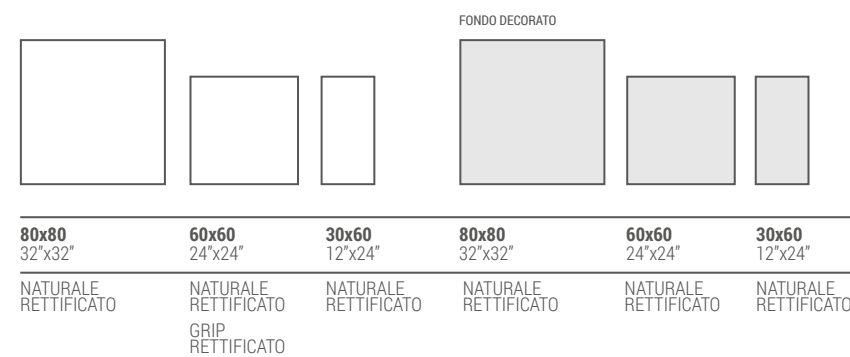 FONDO DECORATO
80x80
32”x32”
60x60
24”x24”
30x60
12”x24”
80x80
32”x32”
60x60
24”x24”
30x60
12”x24”
NATURALE
RETTIFICATO
NATURALE
RETTIFICATO
GRIP
RETTIFICATO
NATURALE
RETTIFICATO
NATURALE
RETTIFICATO
NATURALE
RETTIFICATO
NATURALE
RETTIFICATO